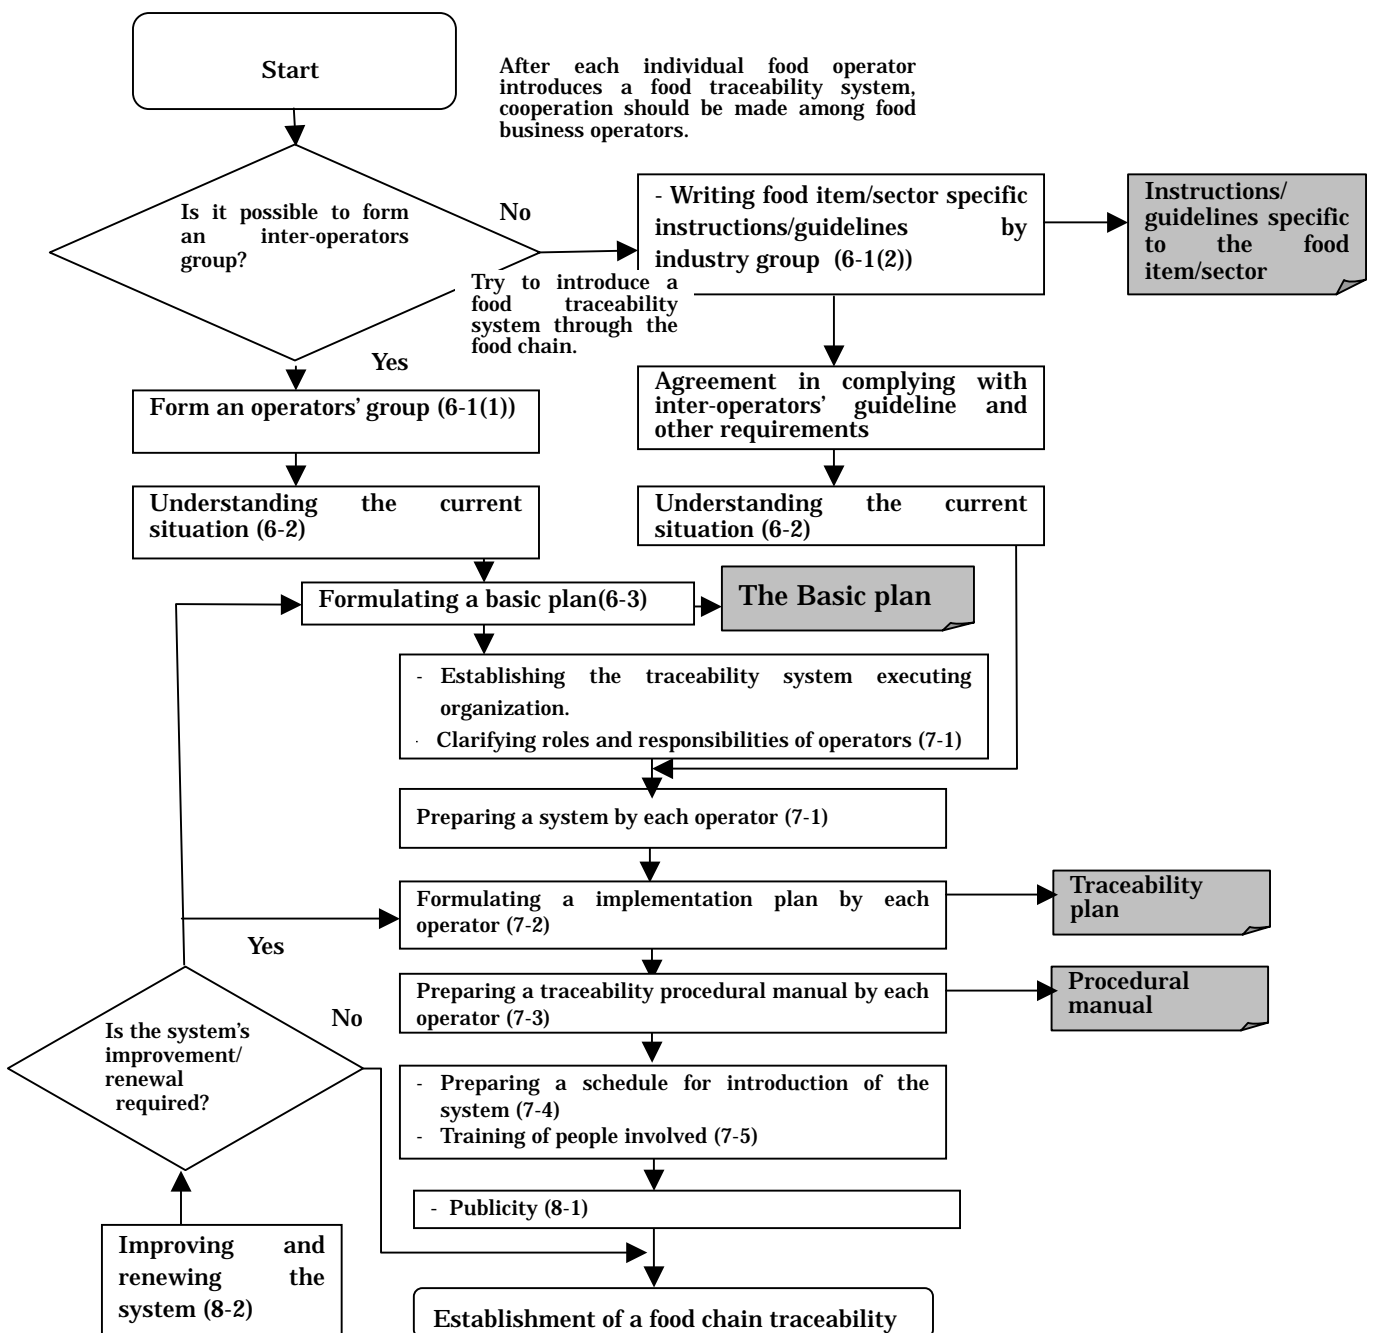 Start
After each individual food operator
introduces a food traceability system,
cooperation should be made among food
business operators.
Is it possible to form
an inter-operators
group?
No
- Writing food item/sector specific
instructions/guidelines by
industry group (6-1(2))
Instructions/
guidelines specific
to the food
item/sector
Try to introduce a
food traceability
system through the
food chain.
Yes
Form an operators' group (6-1(1))
Agreement in complying with
inter-operators' guideline and
other requirements
Understanding the current
situation (6-2)
Understanding the current
situation (6-2)
Formulating a basic plan(6-3)
The Basic plan
- Establishing the traceability system executing
organization.
· Clarifying roles and responsibilities of operators (7-1)
Preparing a system by each operator (7-1)
Formulating a implementation plan by each
operator (7-2)
Traceability
plan
Yes
Preparing a traceability procedural manual by each
operator (7-3)
Procedural
manual
Is the system's
improvement/
renewal
required?
No
- Preparing a schedule for introduction of the
system (7-4)
- Training of people involved (7-5)
- Publicity (8-1)
Improving and
renewing the
system (8-2)
Establishment of a food chain traceability